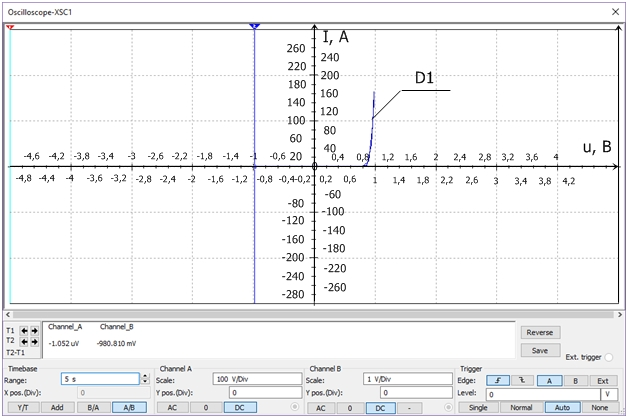 Oscilloscope-XSC1
I, A
260
220
180
140
100
60
20
240
200
160
120
80
40
D1
-4,6 -4,2 -3,8 -3,4 -3 -2,6 -2,2 -1,8 -1,4 -1 -0,6 -0,2 0,4 0,8 1,2 1,6 2 2,4 2,8 3,2 3,6 4
u, B
-4,8 -4,4 -4 -3,6 -3,2 -2,8 -2,4 -2 -1,6 -1,2 -0,8 -0,4 -0,2 0,2 0,6 1 1,4 1,8 2,2 2,6 3 3,4 3,8 4,2
-80
-120
-160
-200
-240
-280
-60
-100
-140
-180
-220
-260
T1
T2
T2-T1
Channel_A Channel_B
-1.052 uV -980.810 mV
Reverse
Save
Ext. trigger
Timebase
Range: 5 s
X pos.(Div): 0
Y/T Add B/A A/B
Channel A
Scale: 100 V/Div
Y pos.(Div): 0
AC 0 DC
Channel B
Scale: 1 V/Div
Y pos.(Div): 0
AC 0 DC -
Trigger
Edge: A B Ext
Level: 0 V
Single Normal Auto None